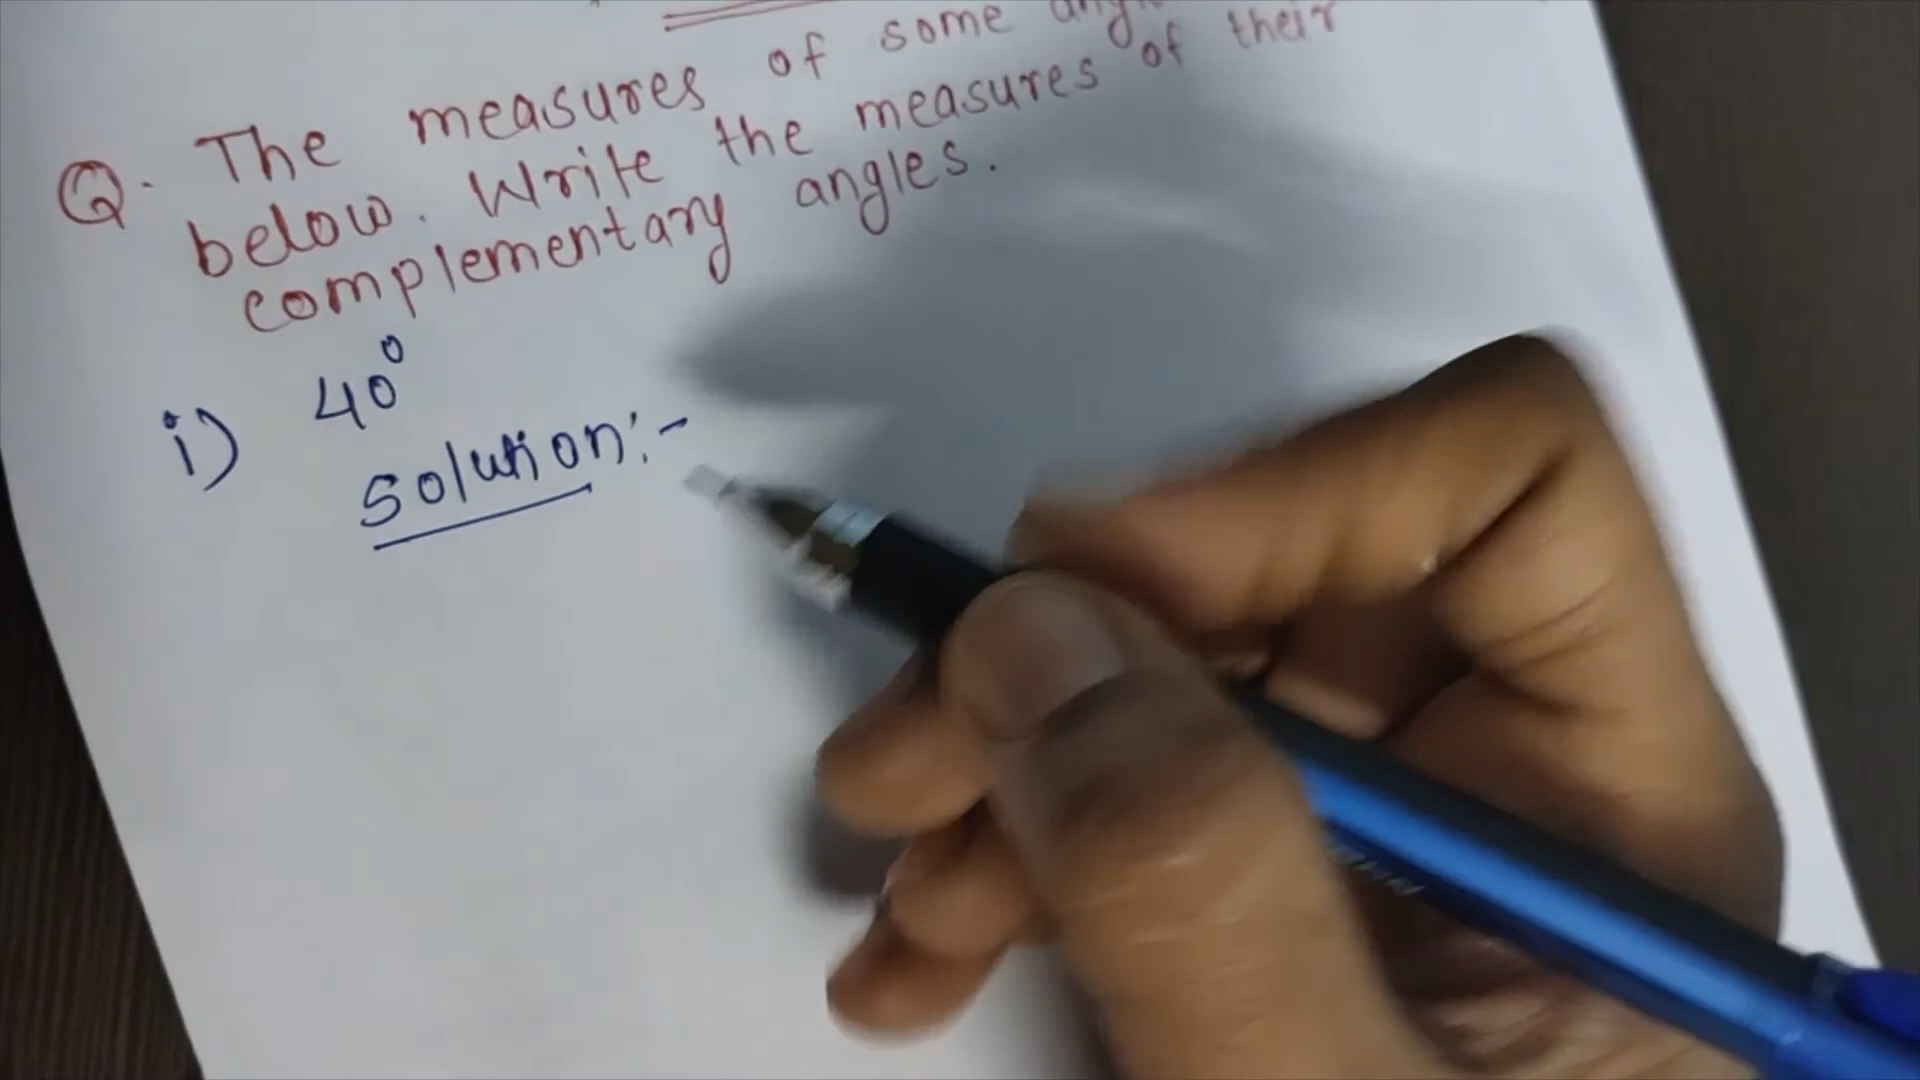 Q. The measures of some
below. Write the measures of their
complementary angles.
i) 40°
Solution:-